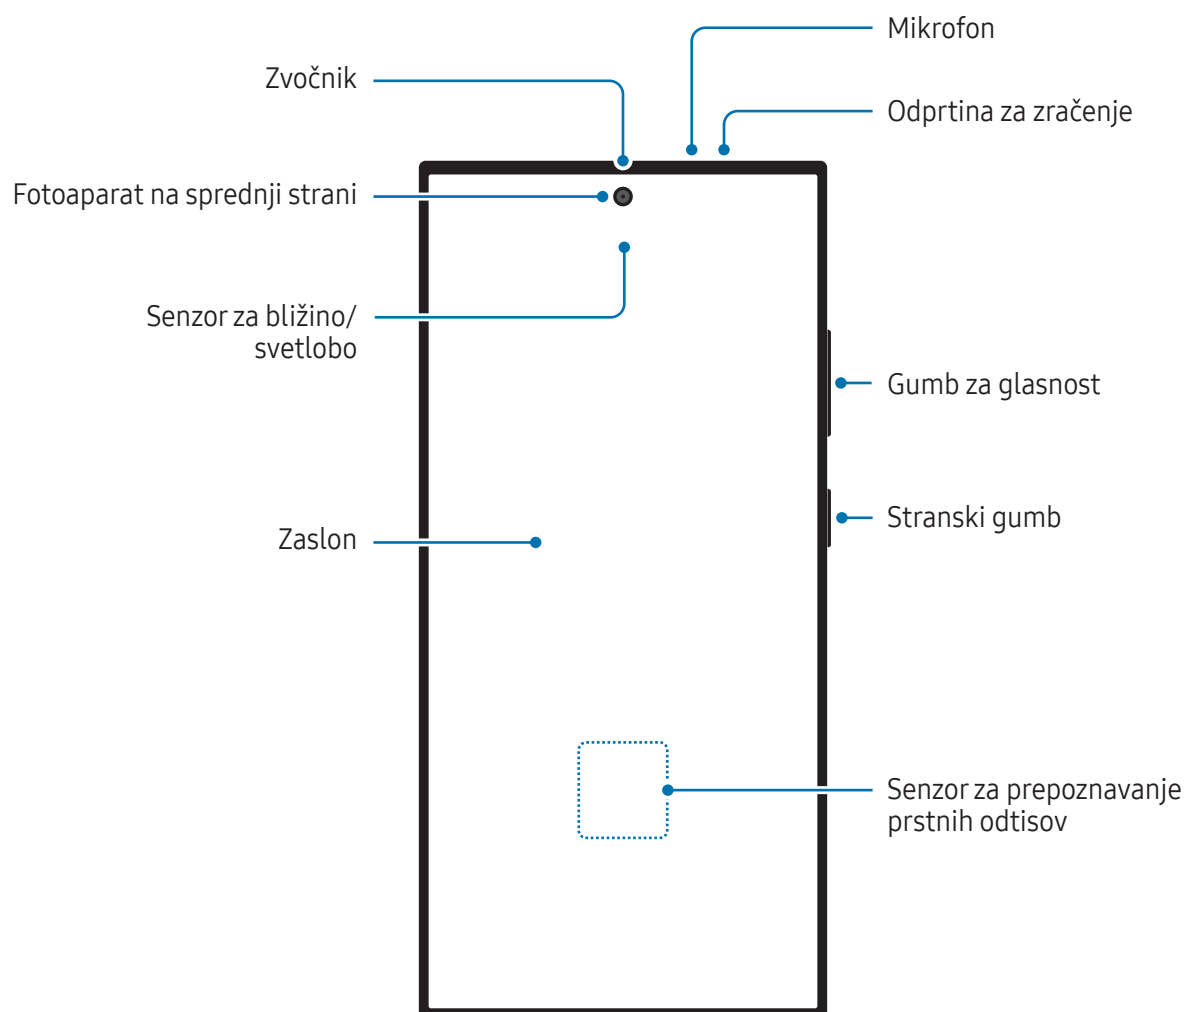 Mikrofon
Zvočnik
Odprtina za zračenje
Fotoaparat na sprednji strani
Senzor za bližino/
svetlobo
Gumb za glasnost
Stranski gumb
Zaslon
Senzor za prepoznavanje
prstnih odtisov